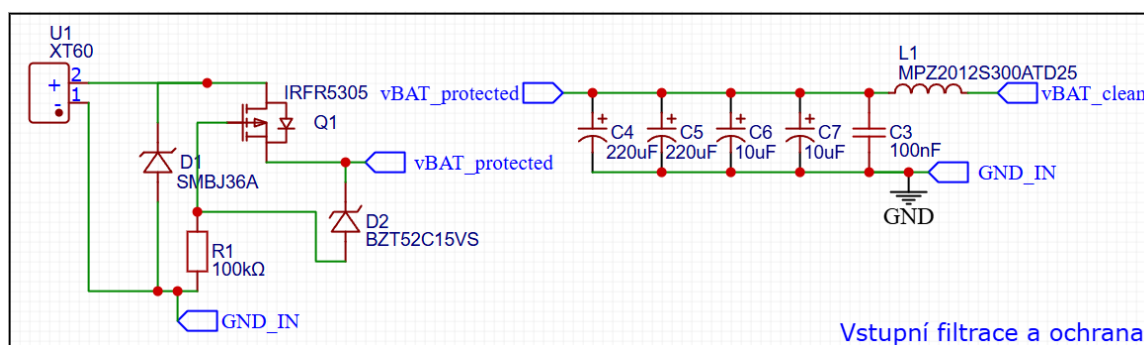 U1
XT60
2
1
+
-
IRFR5305
Q1
D1
SMBJ36A
vBAT_protected
D2
BZT52C15VS
R1
100kΩ
GND_IN
vBAT_protected
L1
MPZ2012S300ATD25
vBAT_clean
+
C4
220uF
+
C5
220uF
+
C6
10uF
+
C7
10uF
C3
100nF
GND_IN
GND
Vstupní filtrace a ochrana